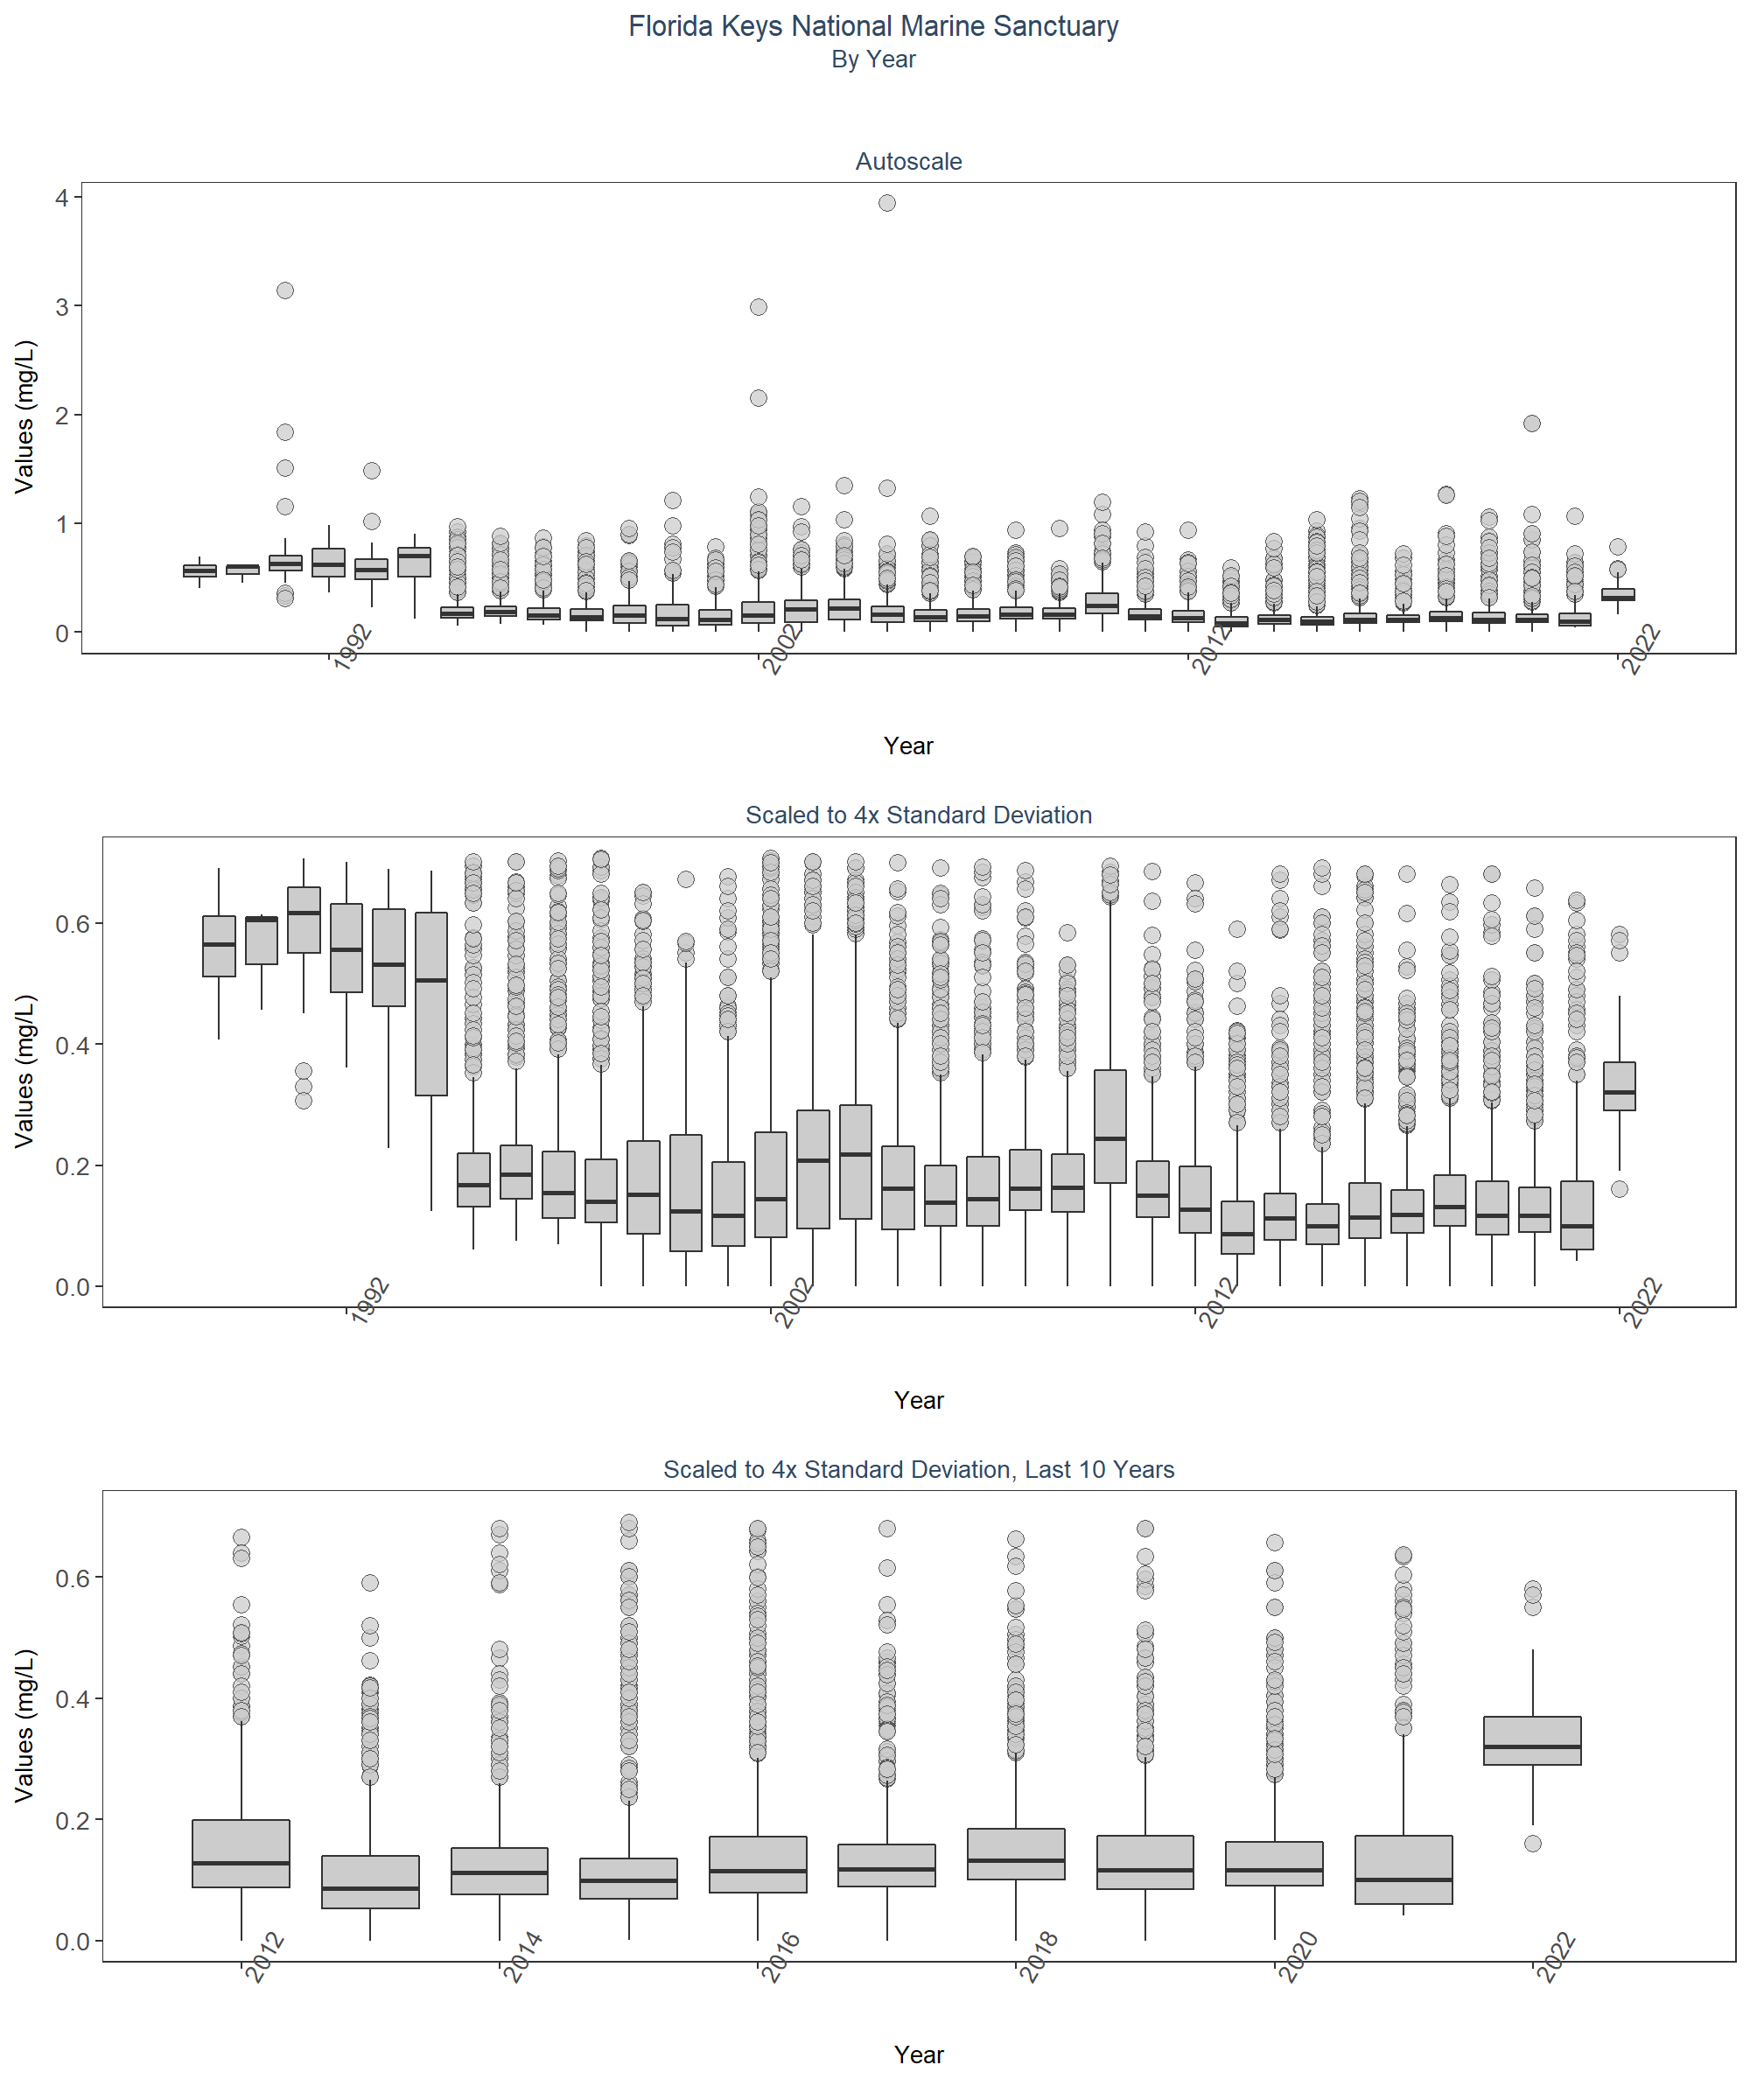 Florida Keys National Marine Sanctuary
By Year
Autoscale
Values (mg/L)
4
3
2
1
0
1992
2002
2012
2022
Year
Scaled to 4x Standard Deviation
Values (mg/L)
0.6
0.4
0.2
0.0
1992
2002
2012
2022
Year
Scaled to 4x Standard Deviation, Last 10 Years
Values (mg/L)
0.6
0.4
0.2
0.0
2012
2014
2016
2018
2020
2022
Year